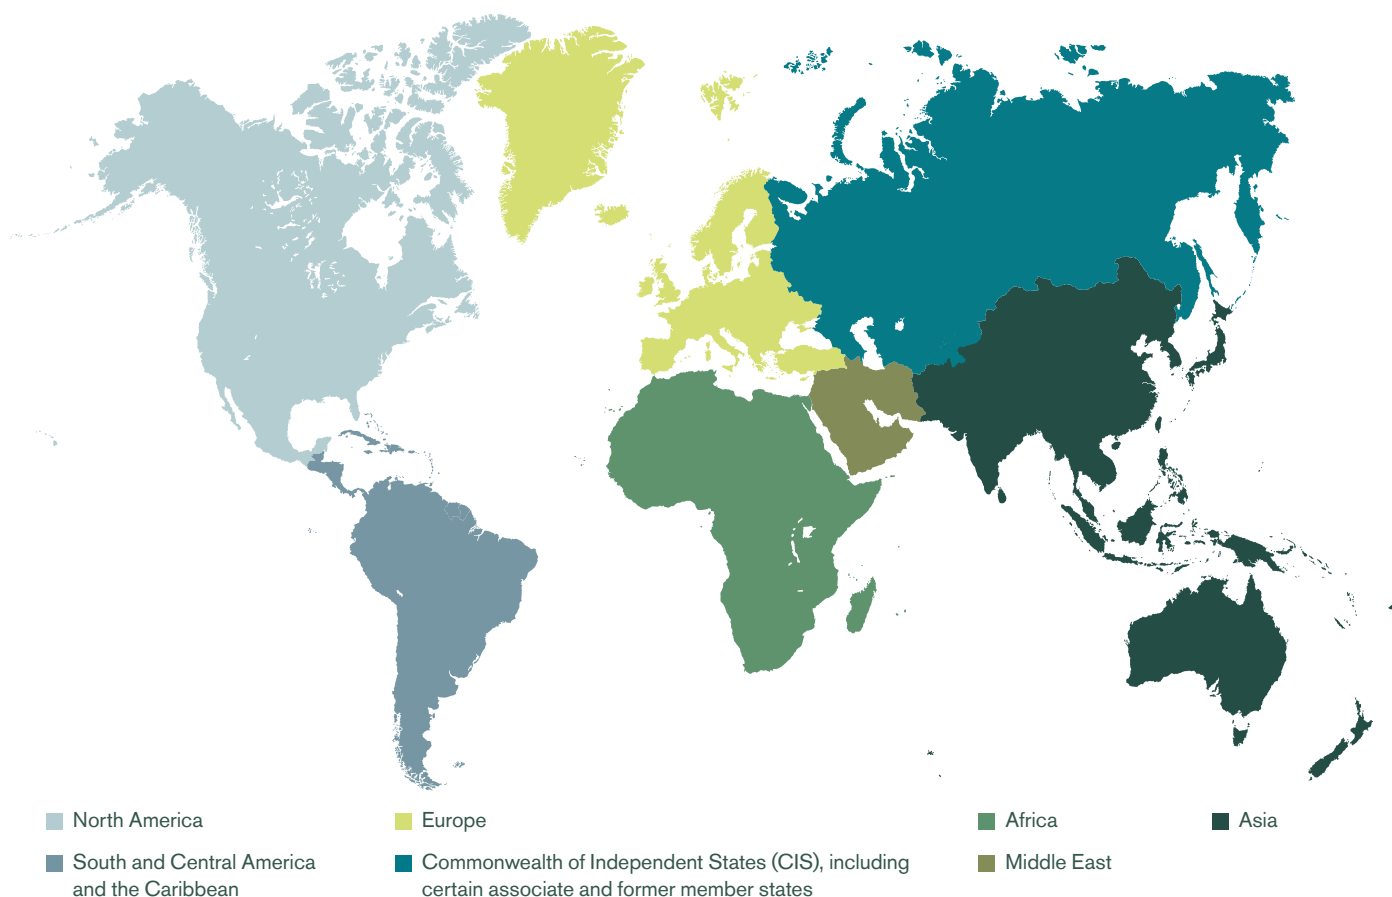 North America
Europe
Africa
Asia
South and Central America
and the Caribbean
Commonwealth of Independent States (CIS), including
certain associate and former member states
Middle East